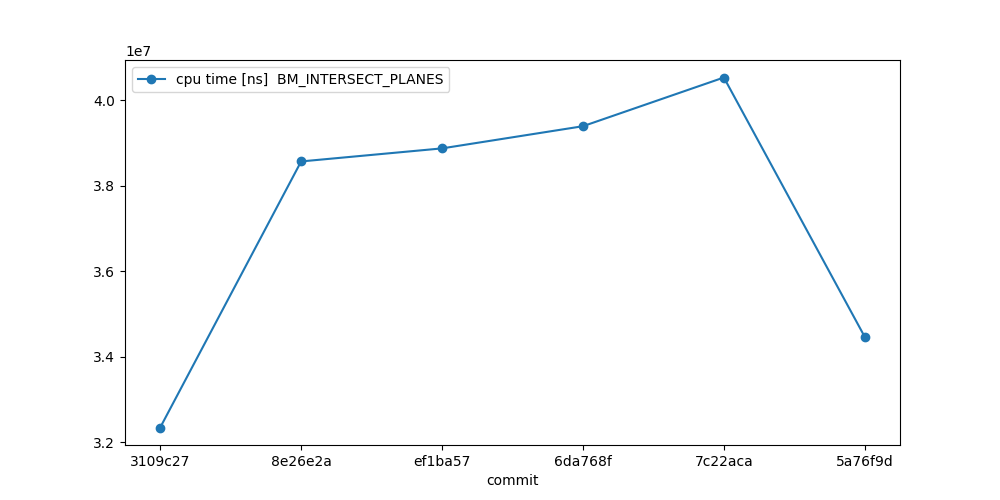 1e7
cpu time [ns]  BM_INTERSECT_PLANES
4.0
3.8
3.6
3.4
3.2
3109c27 8e26e2a ef1ba57 6da768f 7c22aca 5a76f9d
commit